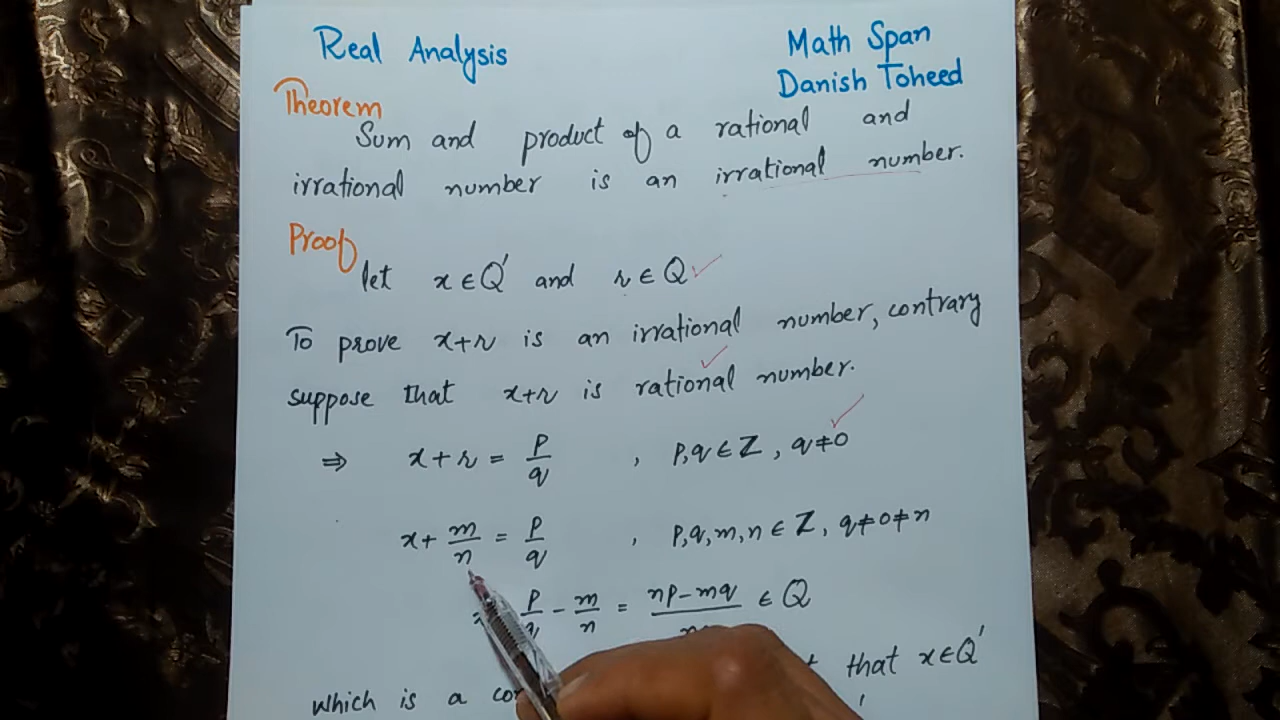 Real Analysis
Math Span
Danish Toheed
Theorem
Sum and product of a rational and
irrational number is an irrational number.
Proof
let x ∈ Q' and r ∈ Q
To prove x+r is an irrational number, contrary
suppose that x+r is rational number.
⇒ x + r = p/q , p,q ∈ Z , q≠0
x + m/n = p/q , p,q,m,n ∈ Z, q≠0≠n
= p/q - m/n = np-mq/ ∈ Q
which is a that x ∈ Q'